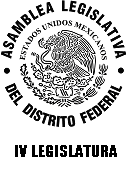 ASAMBLEA LEGISLATIVA
ESTADOS UNIDOS MEXICANOS
DEL DISTRITO FEDERAL
IV LEGISLATURA